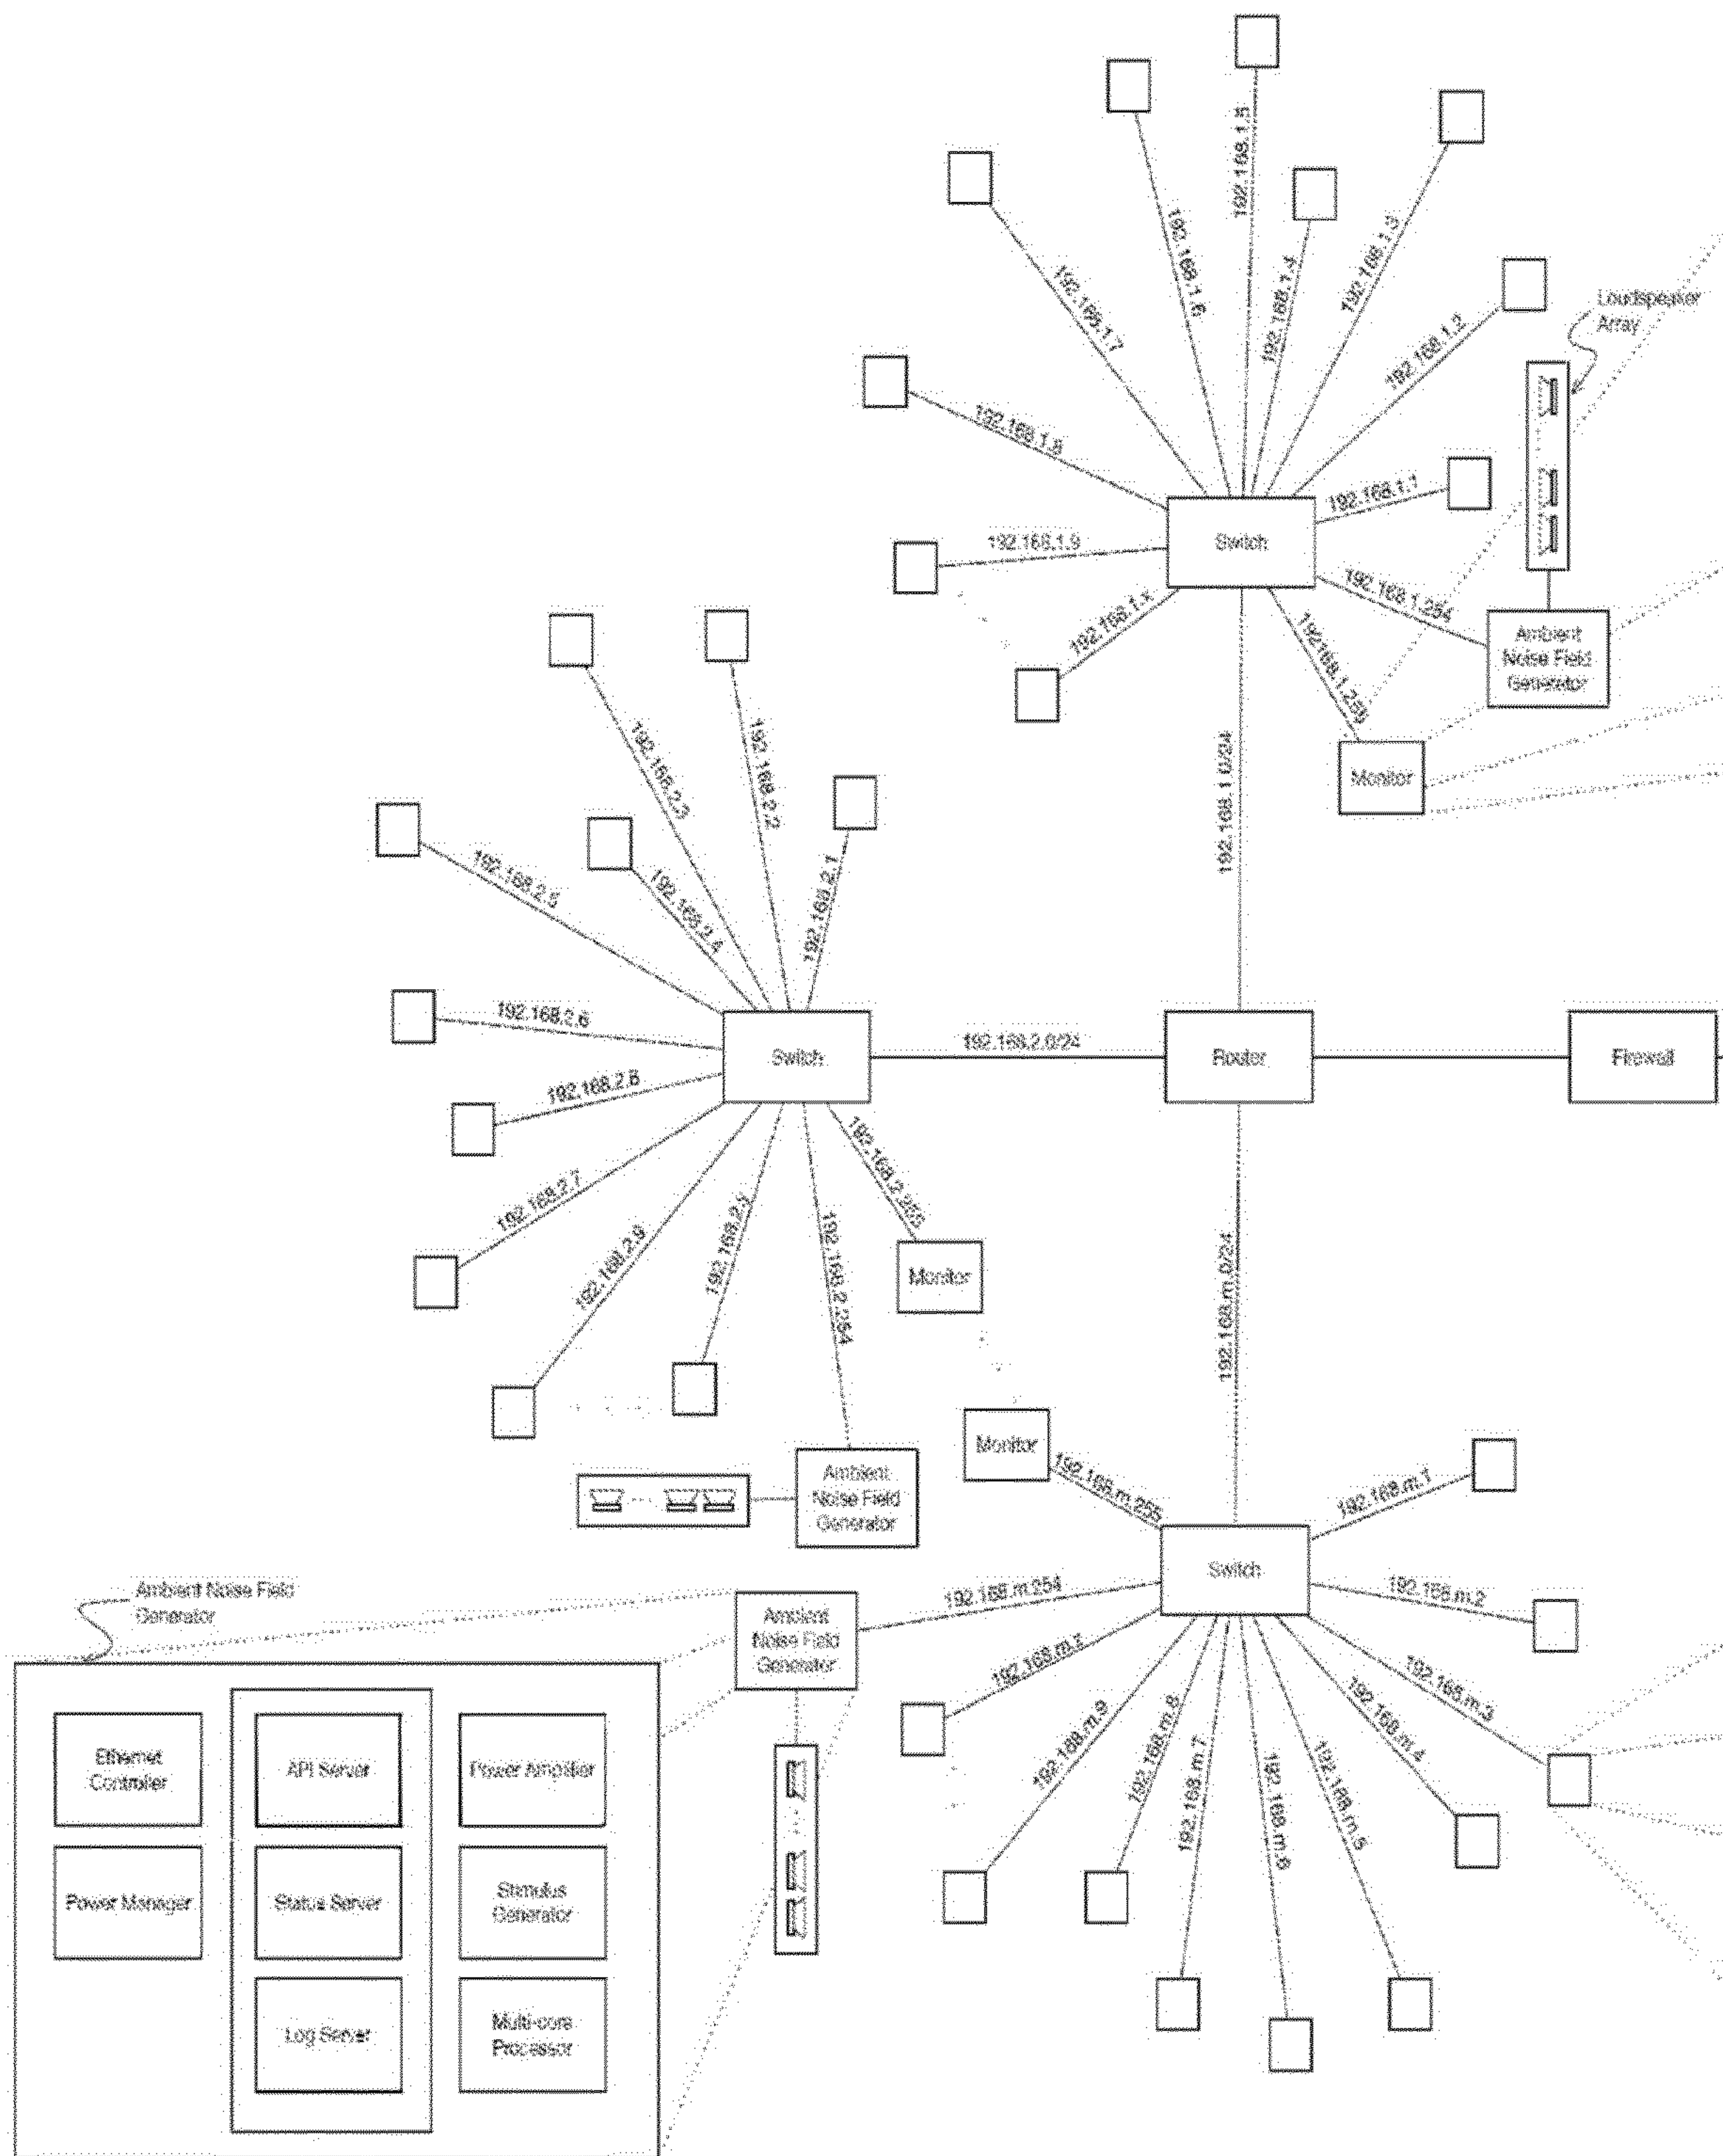 192.168.1.5
192.168.1.6
192.168.1.3
192.168.1.4
192.168.1.7
192.168.1.2
Loudspeaker
Array
192.168.1.8
192.168.1.1
Switch
192.168.1.9
192.168.1.254
192.168.1.x
192.168.1.255
Ambient
Noise Field
Generator
Monitor
192.168.1.0/24
192.168.2.3
192.168.2.2
192.168.2.5
192.168.2.4
192.168.2.1
192.168.2.6
Switch
192.168.2.0/24
Router
Firewall
192.168.2.8
192.168.2.7
192.168.2.9
192.168.2.y
192.168.2.254
192.168.2.255
Monitor
192.168.m.0/24
Monitor
192.168.m.255
192.168.m.1
Ambient
Noise Field
Generator
Switch
Ambient Noise Field
Generator
Ambient
Noise Field
Generator
192.168.m.254
192.168.m.2
192.168.m.z
192.168.m.3
192.168.m.9
192.168.m.8
192.168.m.7
192.168.m.6
192.168.m.5
192.168.m.4
Ethernet
Controller
API Server
Power Amplifier
Power Manager
Status Server
Stimulus
Generator
Log Server
Multi-core
Processor